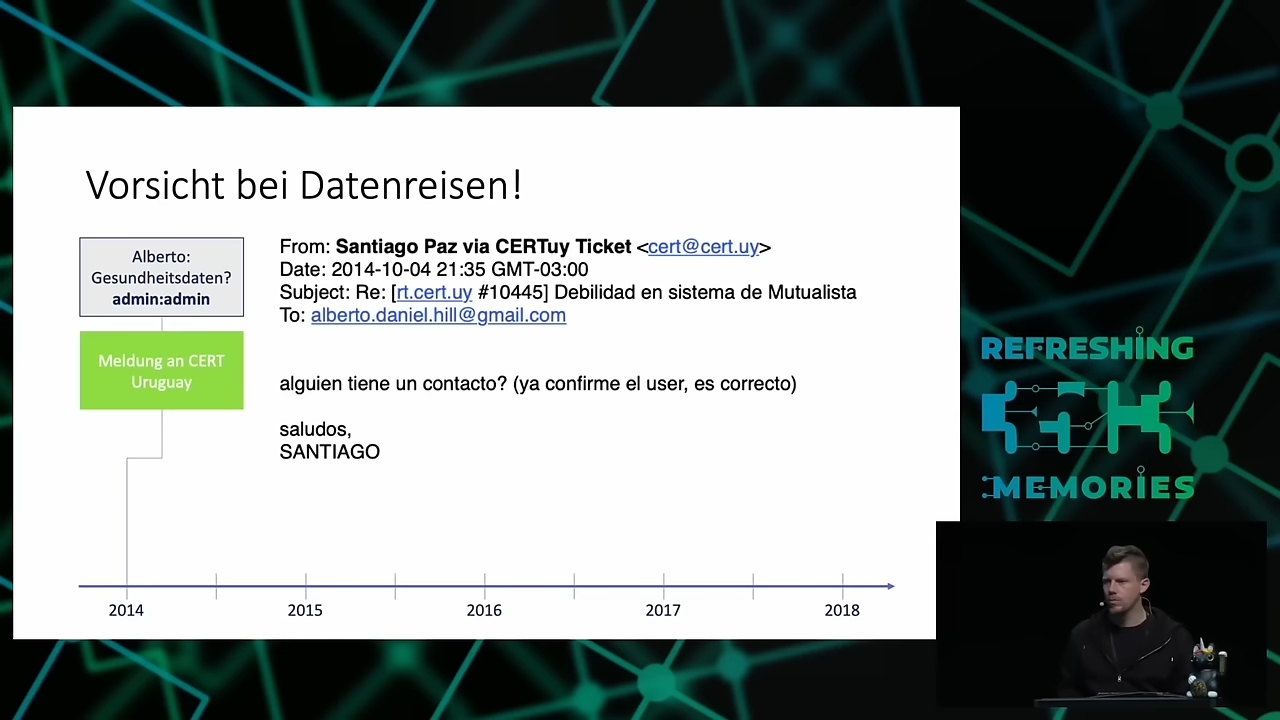 Vorsicht bei Datenreisen!
Alberto:
Gesundheitsdaten?
admin:admin
Meldung an CERT
Uruguay
From: Santiago Paz via CERTuy Ticket <cert@cert.uy>
Date: 2014-10-04 21:35 GMT-03:00
Subject: Re: [rt.cert.uy #10445] Debilidad en sistema de Mutualista
To: alberto.daniel.hill@gmail.com
alguien tiene un contacto? (ya confirme el user, es correcto)
saludos,
SANTIAGO
2014
2015
2016
2017
2018
REFRESHING
MEMORIES